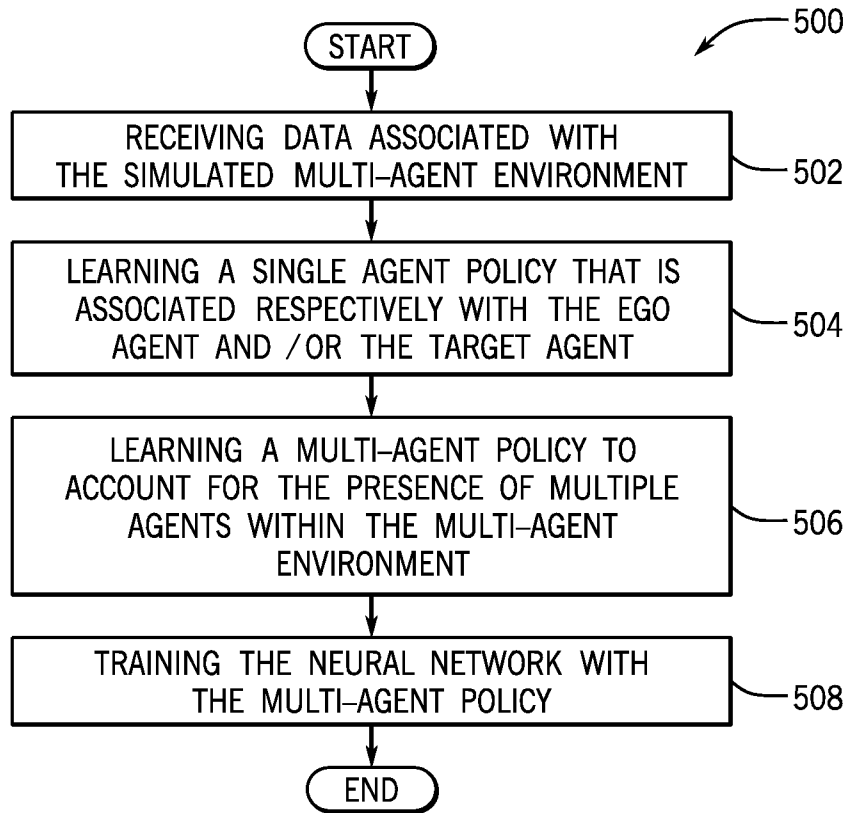 500
START
RECEIVING DATA ASSOCIATED WITH
THE SIMULATED MULTI–AGENT ENVIRONMENT
502
LEARNING A SINGLE AGENT POLICY THAT IS
ASSOCIATED RESPECTIVELY WITH THE EGO
AGENT AND /OR THE TARGET AGENT
504
LEARNING A MULTI–AGENT POLICY TO
ACCOUNT FOR THE PRESENCE OF MULTIPLE
AGENTS WITHIN THE MULTI–AGENT
ENVIRONMENT
506
TRAINING THE NEURAL NETWORK WITH
THE MULTI–AGENT POLICY
508
END